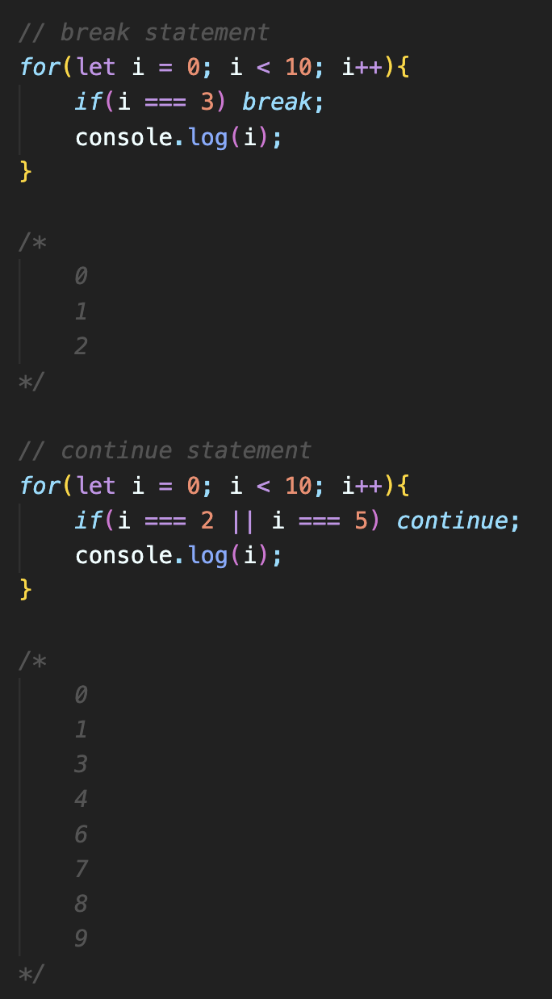 // break statement
for(let i = 0; i < 10; i++){
    if(i === 3) break;
    console.log(i);
}

/*
    0
    1
    2
*/

// continue statement
for(let i = 0; i < 10; i++){
    if(i === 2 || i === 5) continue;
    console.log(i);
}

/*
    0
    1
    3
    4
    6
    7
    8
    9
*/